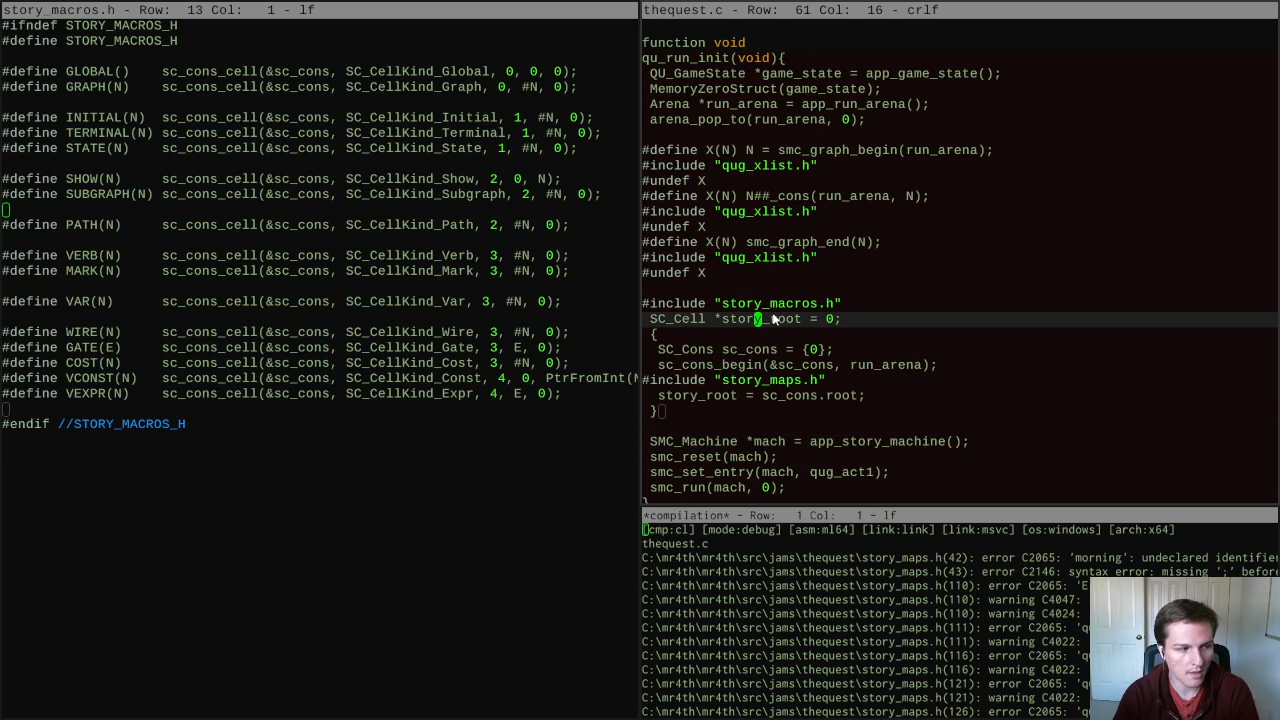 story_macros.h - Row: 13 Col: 1 - lf
#ifndef STORY_MACROS_H
#define STORY_MACROS_H
#define GLOBAL() sc_cons_cell(&sc_cons, SC_CellKind_Global, 0, 0, 0);
#define GRAPH(N) sc_cons_cell(&sc_cons, SC_CellKind_Graph, 0, #N, 0);
#define INITIAL(N) sc_cons_cell(&sc_cons, SC_CellKind_Initial, 1, #N, 0);
#define TERMINAL(N) sc_cons_cell(&sc_cons, SC_CellKind_Terminal, 1, #N, 0);
#define STATE(N) sc_cons_cell(&sc_cons, SC_CellKind_State, 1, #N, 0);
#define SHOW(N) sc_cons_cell(&sc_cons, SC_CellKind_Show, 2, 0, N);
#define SUBGRAPH(N) sc_cons_cell(&sc_cons, SC_CellKind_Subgraph, 2, #N, 0);
#define PATH(N) sc_cons_cell(&sc_cons, SC_CellKind_Path, 2, #N, 0);
#define VERB(N) sc_cons_cell(&sc_cons, SC_CellKind_Verb, 3, #N, 0);
#define MARK(N) sc_cons_cell(&sc_cons, SC_CellKind_Mark, 3, #N, 0);
#define VAR(N) sc_cons_cell(&sc_cons, SC_CellKind_Var, 3, #N, 0);
#define WIRE(N) sc_cons_cell(&sc_cons, SC_CellKind_Wire, 3, #N, 0);
#define GATE(E) sc_cons_cell(&sc_cons, SC_CellKind_Gate, 3, E, 0);
#define COST(N) sc_cons_cell(&sc_cons, SC_CellKind_Cost, 3, #N, 0);
#define VCONST(N) sc_cons_cell(&sc_cons, SC_CellKind_Const, 4, 0, PtrFromInt(N
#define VEXPR(N) sc_cons_cell(&sc_cons, SC_CellKind_Expr, 4, E, 0);
#endif //STORY_MACROS_H
thequest.c - Row: 61 Col: 16 - crlf
function void
qu_run_init(void){
QU_GameState *game_state = app_game_state();
MemoryZeroStruct(game_state);
Arena *run_arena = app_run_arena();
arena_pop_to(run_arena, 0);
#define X(N) N = smc_graph_begin(run_arena);
#include "qug_xlist.h"
#undef X
#define X(N) N##_cons(run_arena, N);
#include "qug_xlist.h"
#undef X
#define X(N) smc_graph_end(N);
#include "qug_xlist.h"
#undef X
#include "story_macros.h"
SC_Cell *story_root = 0;
{
SC_Cons sc_cons = {0};
sc_cons_begin(&sc_cons, run_arena);
#include "story_maps.h"
story_root = sc_cons.root;
}
SMC_Machine *mach = app_story_machine();
smc_reset(mach);
smc_set_entry(mach, qug_act1);
smc_run(mach, 0);
}
*compilation* - Row: 1 Col: 1 - lf
[cmp:cl] [mode:debug] [asm:ml64] [link:link] [link:msvc] [os:windows] [arch:x64]
thequest.c
C:\mr4th\mr4th\src\jams\thequest\story_maps.h(42): error C2065: 'morning': undeclared identifier
C:\mr4th\mr4th\src\jams\thequest\story_maps.h(43): error C2146: syntax error: missing ';' before
C:\mr4th\mr4th\src\jams\thequest\story_maps.h(110): error C2065: 'E
C:\mr4th\mr4th\src\jams\thequest\story_maps.h(110): warning C4047:
C:\mr4th\mr4th\src\jams\thequest\story_maps.h(110): warning C4024:
C:\mr4th\mr4th\src\jams\thequest\story_maps.h(111): error C2065: 'qu
C:\mr4th\mr4th\src\jams\thequest\story_maps.h(111): warning C4022:
C:\mr4th\mr4th\src\jams\thequest\story_maps.h(116): error C2065: 'qu
C:\mr4th\mr4th\src\jams\thequest\story_maps.h(116): warning C4022:
C:\mr4th\mr4th\src\jams\thequest\story_maps.h(121): error C2065: 'qu
C:\mr4th\mr4th\src\jams\thequest\story_maps.h(121): warning C4022:
C:\mr4th\mr4th\src\jams\thequest\story_maps.h(126): error C2065: 'qu